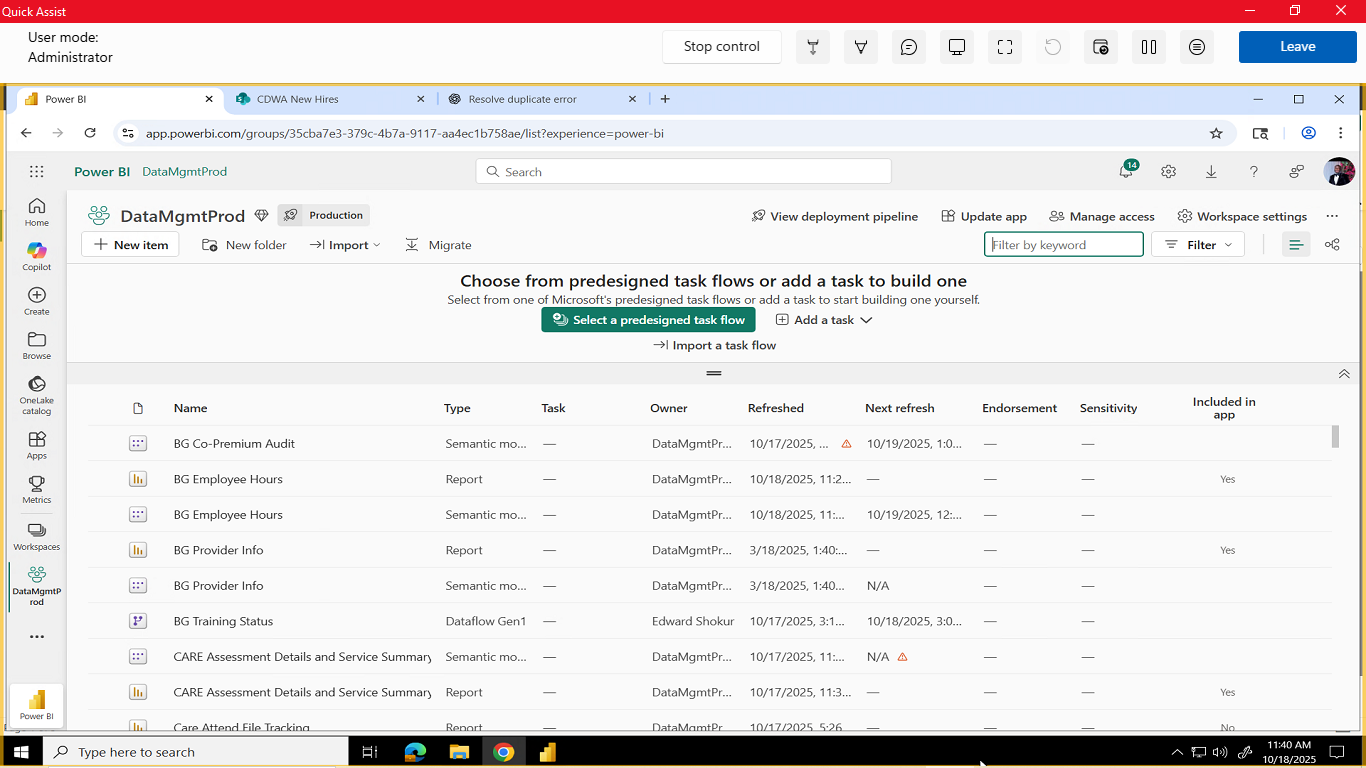 Quick Assist
User mode:
Administrator
Stop control
Leave
Power BI
CDWA New Hires
Resolve duplicate error
app.powerbi.com/groups/35cba7e3-379c-4b7a-9117-aa4ec1b758ae/list?experience=power-bi
Power BI DataMgmtProd
Search
14
Home
Copilot
Create
Browse
OneLake
catalog
Apps
Metrics
Workspaces
DataMgmtP
rod
Power BI
DataMgmtProd
Production
View deployment pipeline
Update app
Manage access
Workspace settings
New item
New folder
Import
Migrate
Filter by keyword
Filter
Choose from predesigned task flows or add a task to build one
Select from one of Microsoft's predesigned task flows or add a task to start building one yourself.
Select a predesigned task flow
Add a task
Import a task flow
Name Type Task Owner Refreshed Next refresh Endorsement Sensitivity Included in app
BG Co-Premium Audit Semantic mo... — DataMgmtPr... 10/17/2025, ... 10/19/2025, 1:0... — —
BG Employee Hours Report — DataMgmtPr... 10/18/2025, 11:2... — — — Yes
BG Employee Hours Semantic mo... — DataMgmtPr... 10/18/2025, 11:... 10/19/2025, 12:... — —
BG Provider Info Report — DataMgmtPr... 3/18/2025, 1:40:... — — — Yes
BG Provider Info Semantic mo... — DataMgmtPr... 3/18/2025, 1:40... N/A — —
BG Training Status Dataflow Gen1 — Edward Shokur 10/17/2025, 3:1... 10/18/2025, 3:0... — —
CARE Assessment Details and Service Summary Semantic mo... — DataMgmtPr... 10/17/2025, 11:... N/A — —
CARE Assessment Details and Service Summary Report — DataMgmtPr... 10/17/2025, 11:3... — — — Yes
Care Attend File Tracking Report — DataMgmtPr 10/17/2025, 5:26 — — — No
Type here to search
11:40 AM
10/18/2025